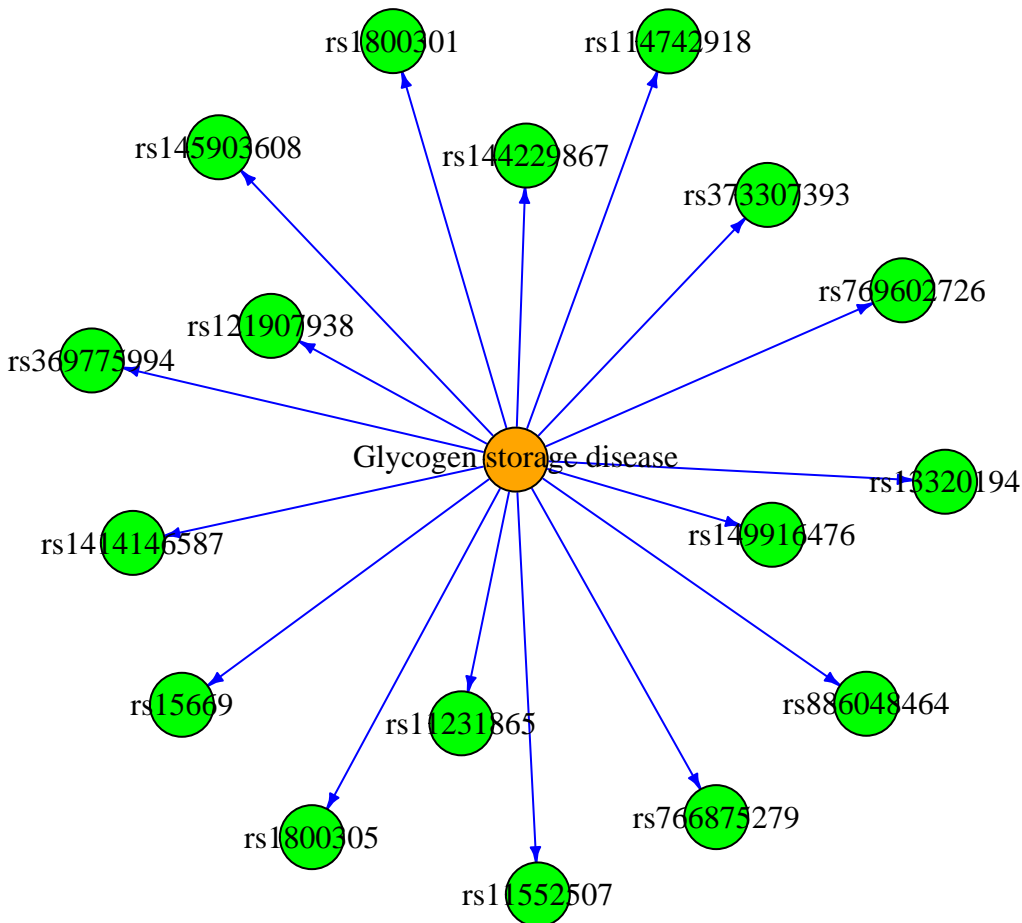 rs1800301
rs114742918
rs145903608
rs144229867
rs373307393
rs769602726
rs121907938
rs369775994
Glycogen storage disease
rs13320194
rs1414146587
rs149916476
rs15669
rs11231865
rs886048464
rs766875279
rs1800305
rs11552507